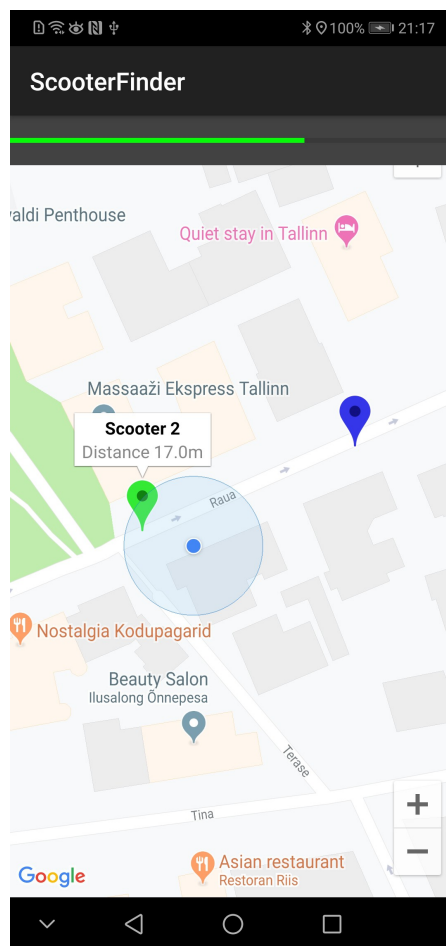 100% 21:17
ScooterFinder
valdi Penthouse
Quiet stay in Tallinn
Massaaži Ekspress Tallinn
Scooter 2
Distance 17.0m
Raua
Nostalgia Kodupagarid
Beauty Salon
Ilusalong Õnnepesa
Terase
Tina
Google
Asian restaurant
Restoran Riis